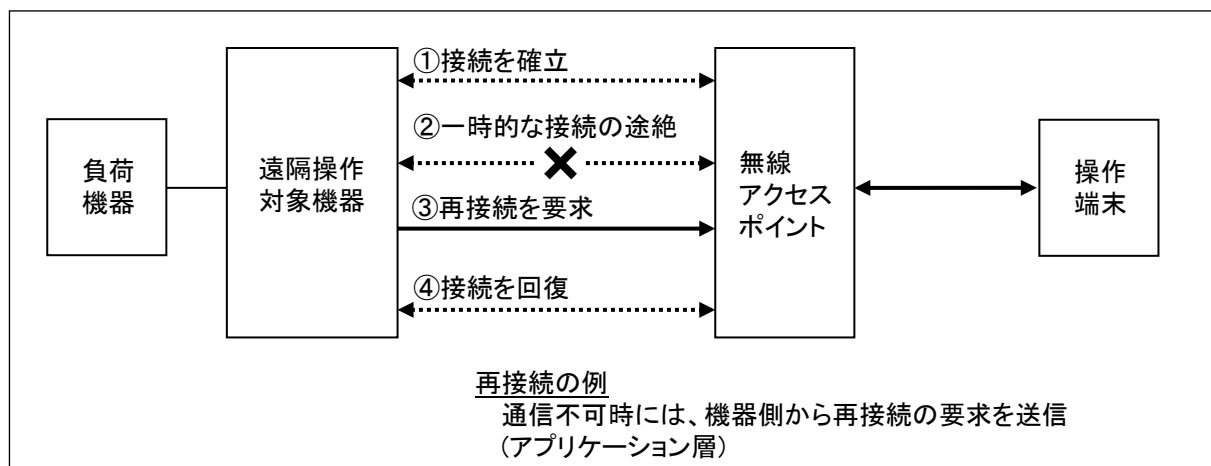 負荷
機器
遠隔操作
対象機器
①接続を確立
②一時的な接続の途絶
③再接続を要求
④接続を回復
無線
アクセス
ポイント
操作
端末
再接続の例
通信不可時には、機器側から再接続の要求を送信
(アプリケーション層)